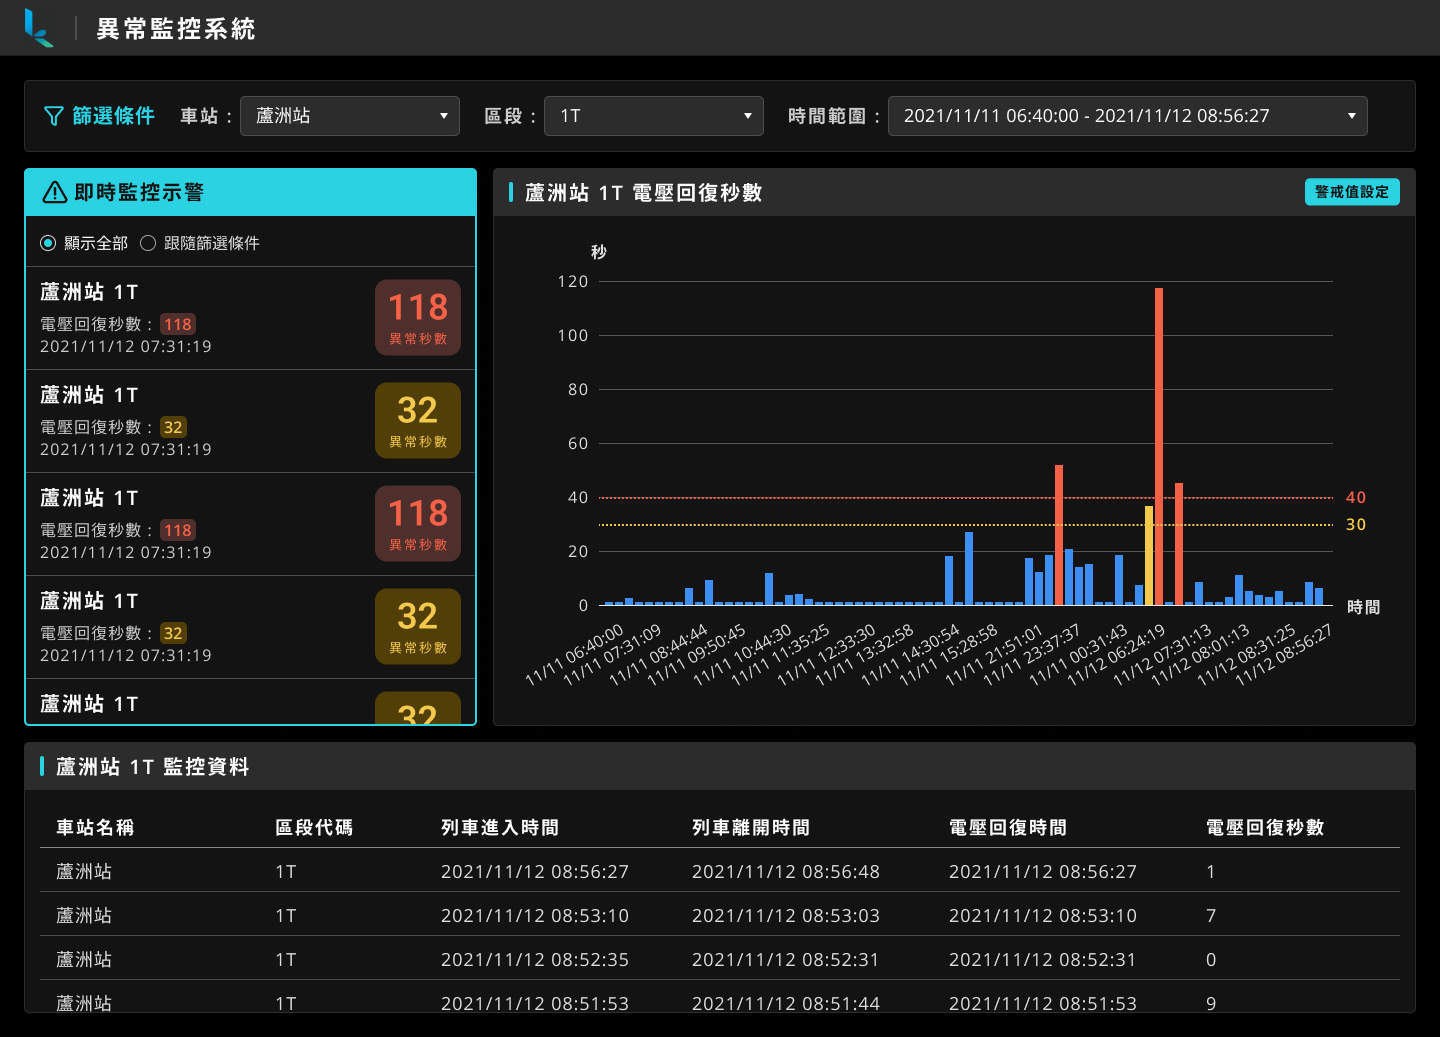 異常監控系統
篩選條件 車站 : 蘆洲站 區段 : 1T 時間範圍 : 2021/11/11 06:40:00 - 2021/11/12 08:56:27
即時監控示警
顯示全部 跟隨篩選條件
蘆洲站 1T
電壓回復秒數 : 118
2021/11/12 07:31:19
118
異常秒數
蘆洲站 1T
電壓回復秒數 : 32
2021/11/12 07:31:19
32
異常秒數
蘆洲站 1T
電壓回復秒數 : 118
2021/11/12 07:31:19
118
異常秒數
蘆洲站 1T
電壓回復秒數 : 32
2021/11/12 07:31:19
32
異常秒數
蘆洲站 1T
32
蘆洲站 1T 電壓回復秒數
警戒值設定
秒
120
100
80
60
40
20
0
40
30
時間
11/11 06:40:00
11/11 07:31:09
11/11 08:44:44
11/11 09:50:45
11/11 10:44:30
11/11 11:35:25
11/11 12:33:30
11/11 13:32:58
11/11 14:30:54
11/11 15:28:58
11/11 21:51:01
11/11 23:37:37
11/11 00:31:43
11/12 06:24:19
11/12 07:31:13
11/12 08:01:13
11/12 08:31:25
11/12 08:56:27
蘆洲站 1T 監控資料
車站名稱 區段代碼 列車進入時間 列車離開時間 電壓回復時間 電壓回復秒數
蘆洲站 1T 2021/11/12 08:56:27 2021/11/12 08:56:48 2021/11/12 08:56:27 1
蘆洲站 1T 2021/11/12 08:53:10 2021/11/12 08:53:03 2021/11/12 08:53:10 7
蘆洲站 1T 2021/11/12 08:52:35 2021/11/12 08:52:31 2021/11/12 08:52:31 0
蘆洲站 1T 2021/11/12 08:51:53 2021/11/12 08:51:44 2021/11/12 08:51:53 9